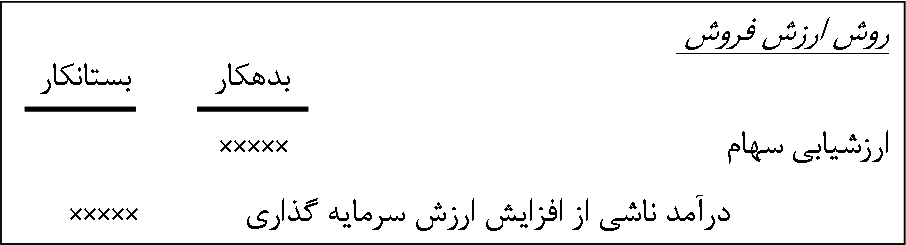 روش ارزش فروش
بدهکار بستانکار
ارزشیابی سهام ×××××
درآمد ناشی از افزایش ارزش سرمایه گذاری ×××××